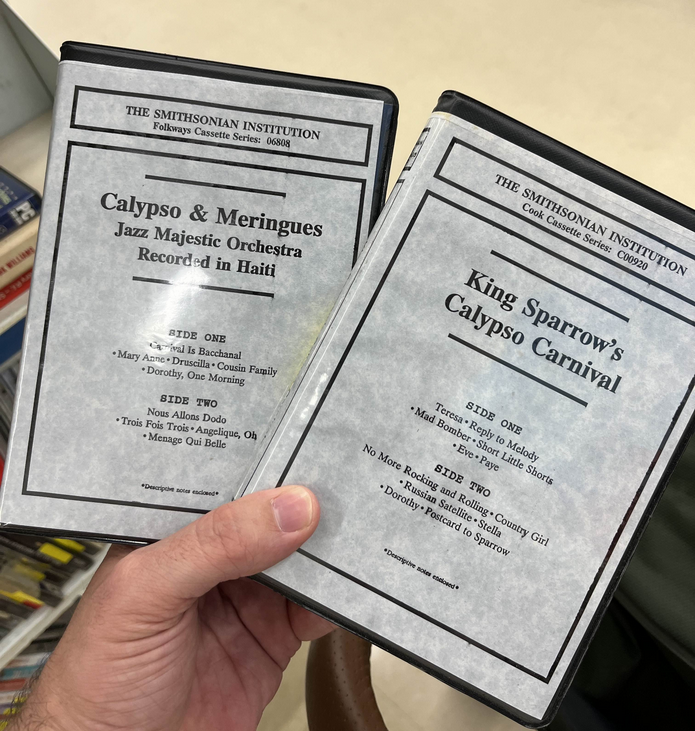 THE SMITHSONIAN INSTITUTION
Folkways Cassette Series: 06808
Calypso & Meringues
Jazz Majestic Orchestra
Recorded in Haiti
SIDE ONE
Carnival Is Bacchanal
• Mary Anne • Druscilla • Cousin Family
• Dorothy, One Morning
SIDE TWO
Nous Allons Dodo
• Trois Fois Trois • Angelique, Oh
• Menage Qui Belle
*Descriptive notes enclosed*
THE SMITHSONIAN INSTITUTION
Cook Cassette Series: C00920
King Sparrow's
Calypso Carnival
SIDE ONE
Teresa • Reply to Melody
• Mad Bomber • Short Little Shorts
• Eve • Paye
SIDE TWO
No More Rocking and Rolling • Country Girl
• Russian Satellite • Stella
• Dorothy • Postcard to Sparrow
*Descriptive notes enclosed*